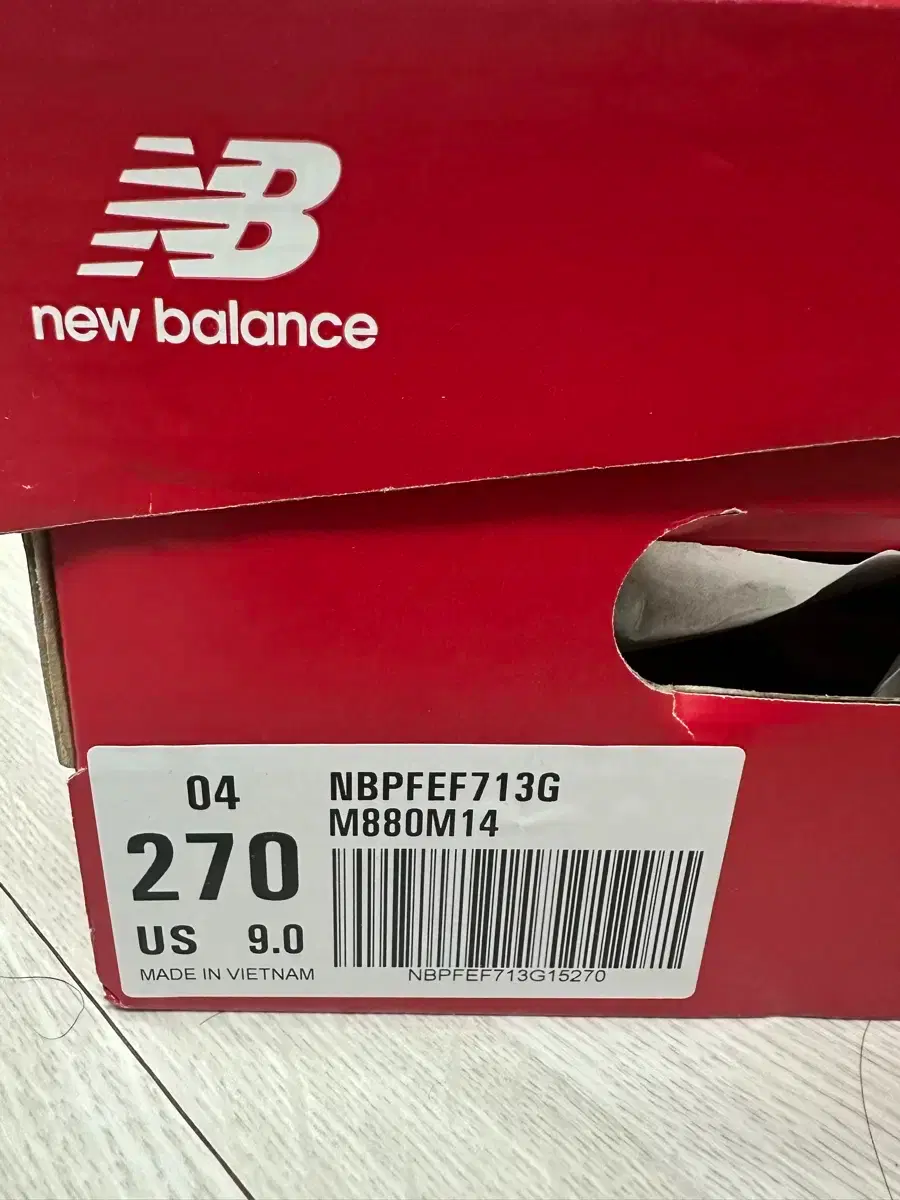 NB
new balance
04
270
US 9.0
MADE IN VIETNAM
NBPFEF713G
M880M14
NBPFEF713G15270